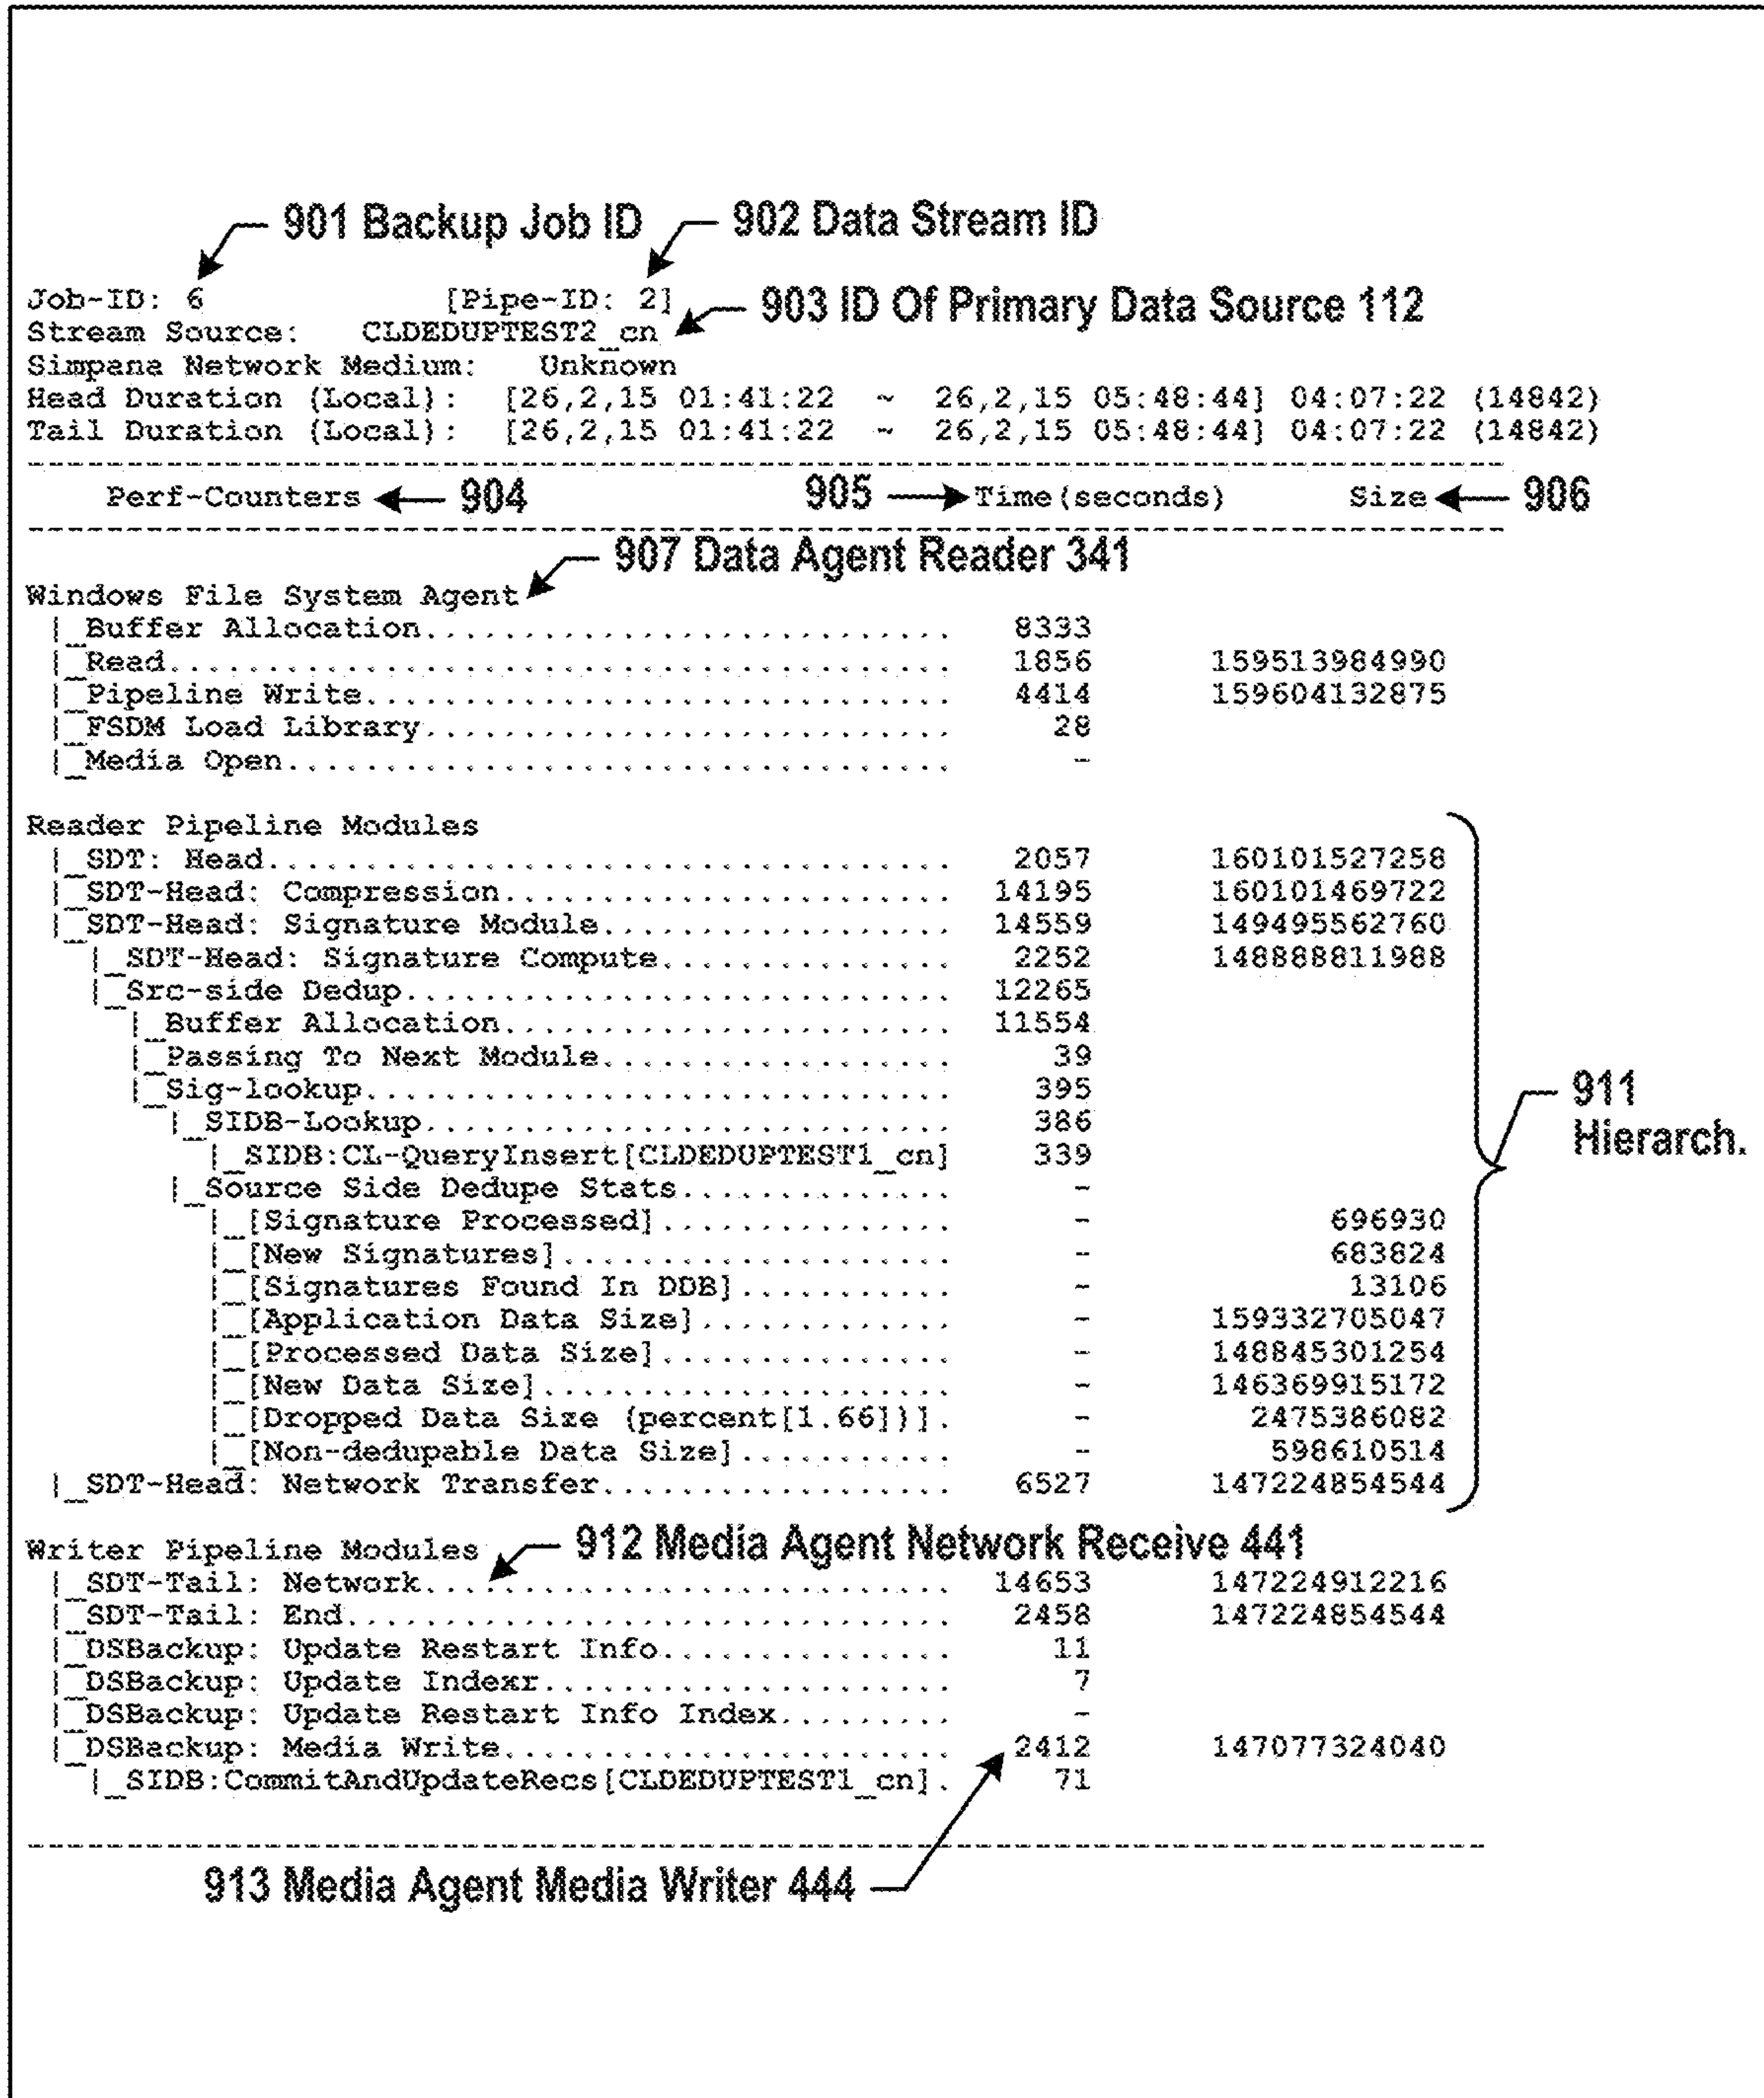 901 Backup Job ID
902 Data Stream ID
Job-ID: 6 [Pipe-ID: 2]
903 ID Of Primary Data Source 112
Stream Source: CLDEDUPTEST2_cn
Simpana Network Medium: Unknown
Head Duration (Local): [26,2,15 01:41:22 ~ 26,2,15 05:48:44] 04:07:22 (14842)
Tail Duration (Local): [26,2,15 01:41:22 ~ 26,2,15 05:48:44] 04:07:22 (14842)
--------------------------------------------------------------------------
Perf-Counters 904 905 Time(seconds) Size 906
--------------------------------------------------------------------------
907 Data Agent Reader 341
Windows File System Agent
|_Buffer Allocation........................... 8333
|_Read........................................ 1856 159513984990
|_Pipeline Write.............................. 4414 159604132875
|_FSDM Load Library........................... 28
|_Media Open.................................. -
Reader Pipeline Modules
|_SDT: Head................................... 2057 160101527258
|_SDT-Head: Compression....................... 14195 160101469722
|_SDT-Head: Signature Module.................. 14559 149495562760
|_SDT-Head: Signature Compute............... 2252 148888811988
|_Src-side Dedup............................ 12265
|_Buffer Allocation....................... 11554
|_Passing To Next Module.................. 39
|_Sig-lookup.............................. 395
|_SIDB-Lookup........................... 386
|_SIDB:CL-QueryInsert[CLDEDUPTEST1_cn] 339
|_Source Side Dedupe Stats.............. -
|_[Signature Processed]............... - 696930
|_[New Signatures].................... - 683824
|_[Signatures Found In DDB]........... - 13106
|_[Application Data Size]............. - 159332705047
|_[Processed Data Size]............... - 148845301254
|_[New Data Size]..................... - 146369915172
|_[Dropped Data Size (percent[1.66])]. - 2475386082
|_[Non-dedupable Data Size]........... - 598610514
|_SDT-Head: Network Transfer.................. 6527 147224854544
911
Hierarch.
912 Media Agent Network Receive 441
Writer Pipeline Modules
|_SDT-Tail: Network........................... 14653 147224912216
|_SDT-Tail: End............................... 2458 147224854544
|_DSBackup: Update Restart Info............... 11
|_DSBackup: Update Indexr..................... 7
|_DSBackup: Update Restart Info Index......... -
|_DSBackup: Media Write....................... 2412 147077324040
|_SIDB:CommitAndUpdateRecs[CLDEDUPTEST1_cn]. 71
--------------------------------------------------------------------------
913 Media Agent Media Writer 444